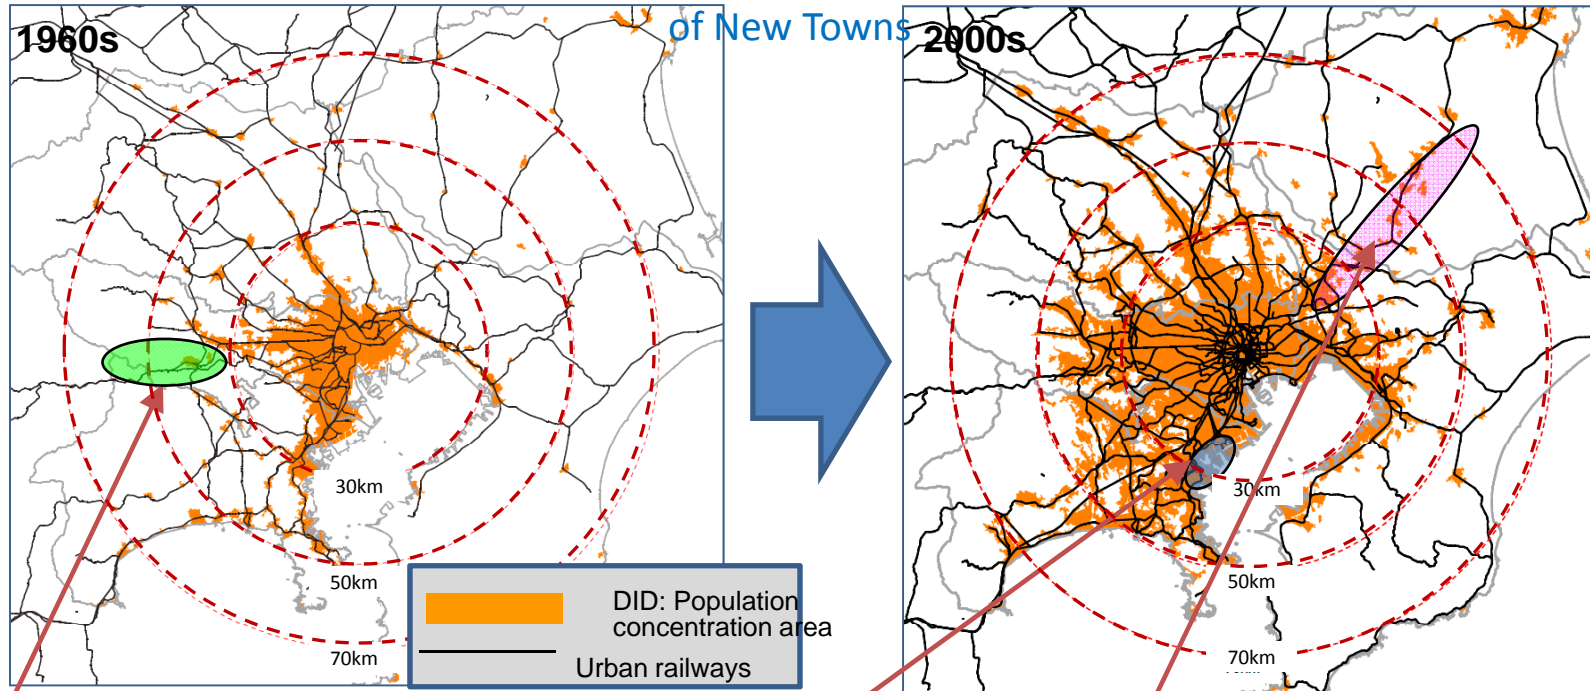 of New Towns
1960s
30km
50km
70km
DID: Population
concentration area
Urban railways
2000s
30km
50km
70km